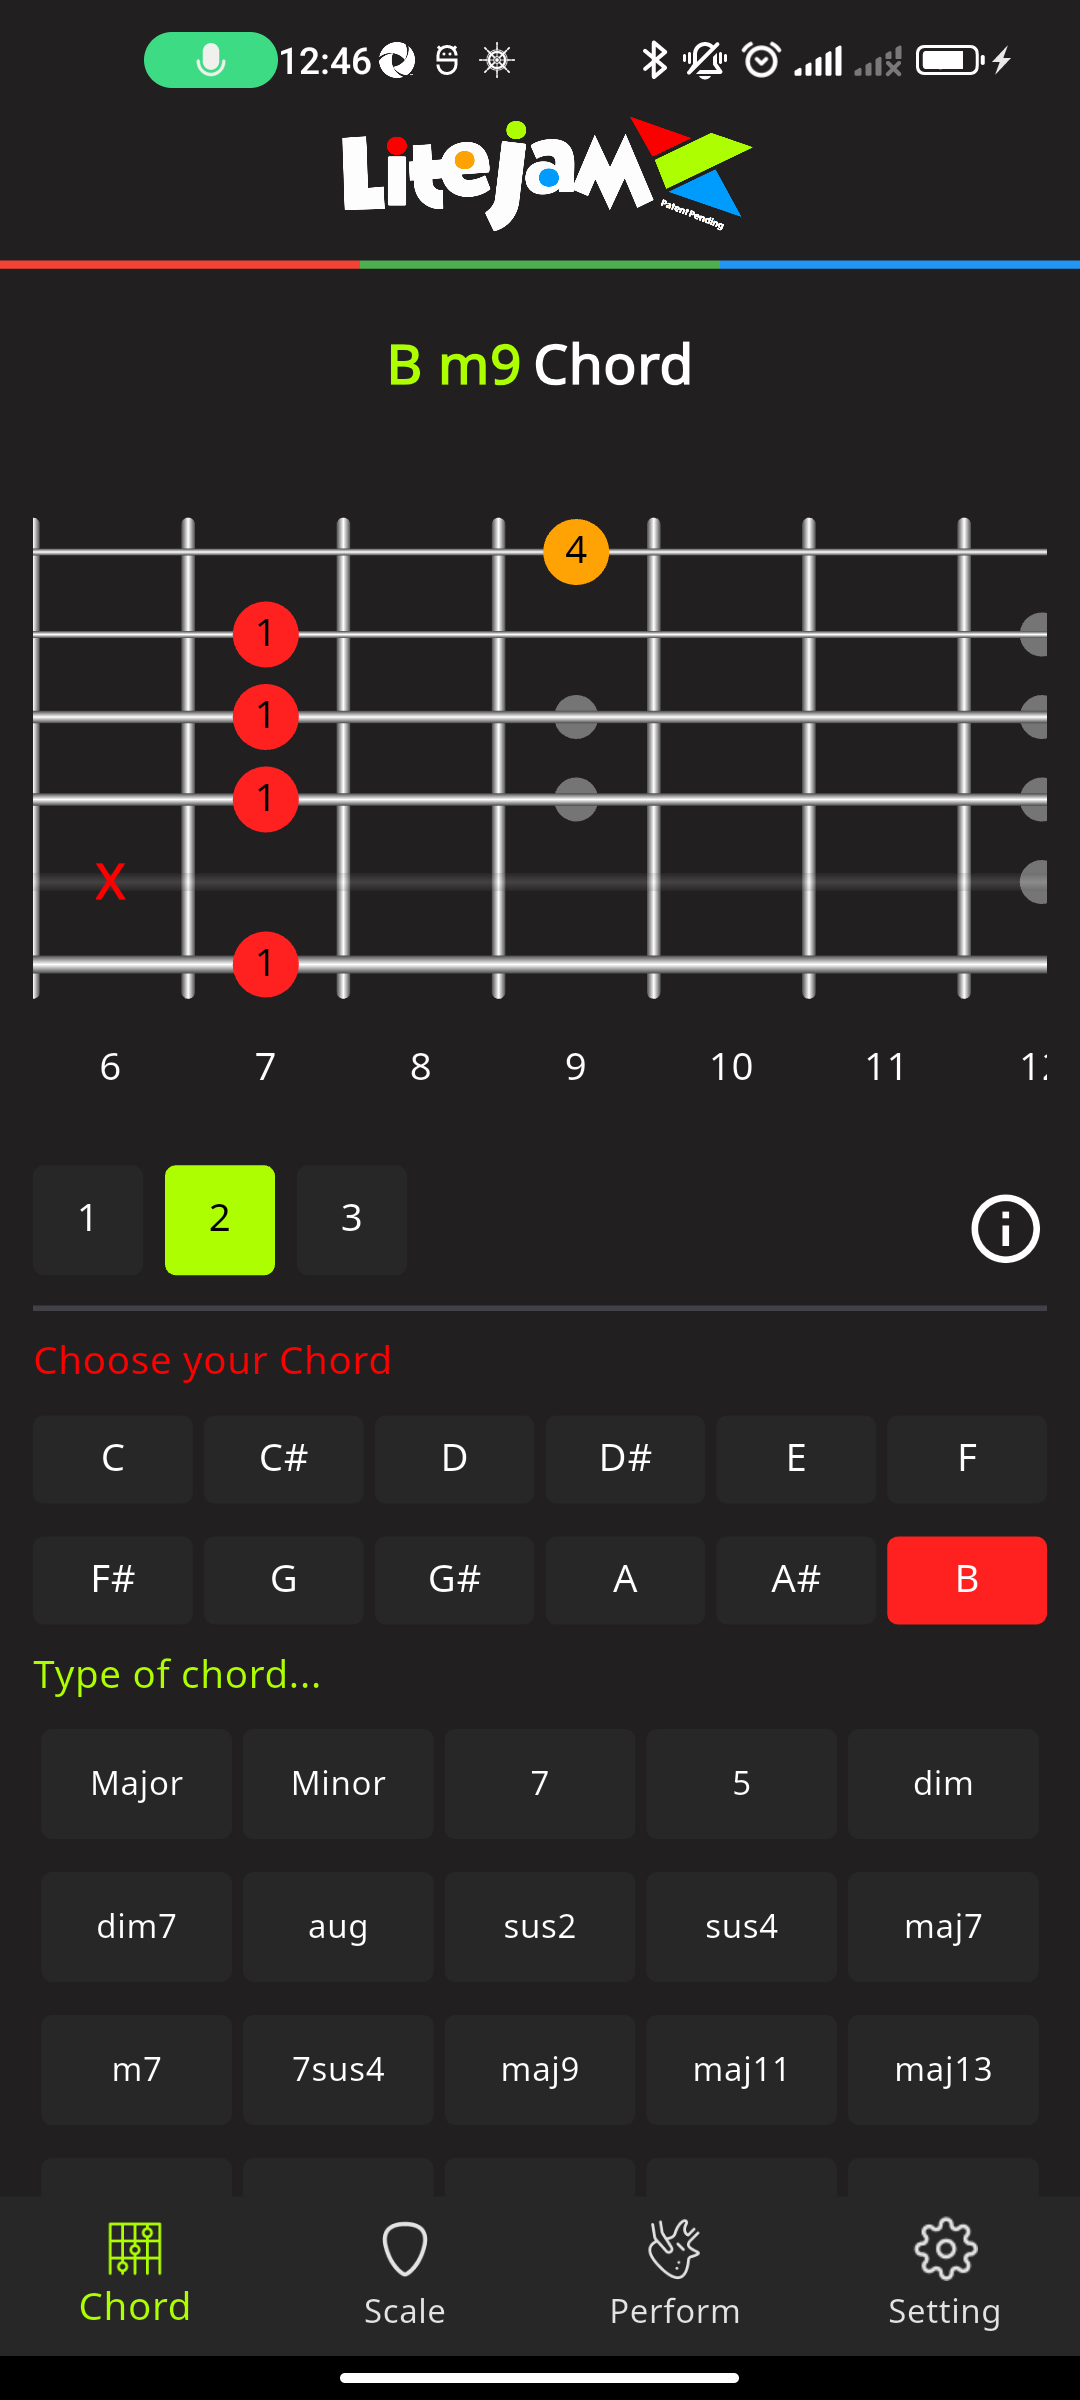 12:46
LiteJam
Patent Pending
B m9 Chord
4
1
1
1
X
1
6 7 8 9 10 11
1 2 3
Choose your Chord
C C# D D# E F
F# G G# A A# B
Type of chord...
Major Minor 7 5 dim
dim7 aug sus2 sus4 maj7
m7 7sus4 maj9 maj11 maj13
Chord Scale Perform Setting